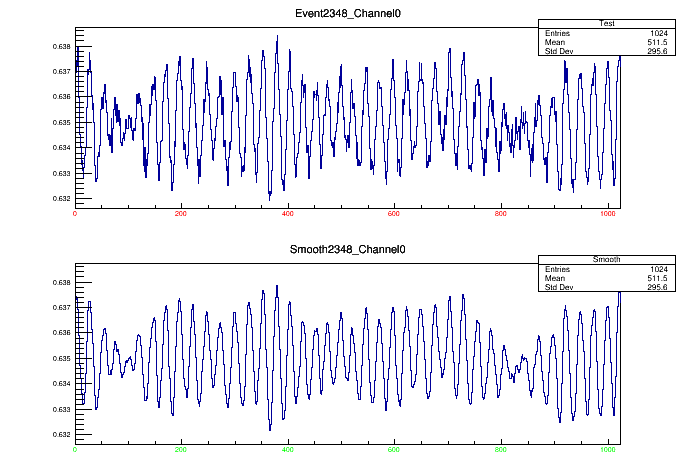 Event2348_Channel0
Test
Entries 1024
Mean 511.5
Std Dev 295.6
0.638
0.637
0.636
0.635
0.634
0.633
0.632
0 200 400 600 800 1000
Smooth2348_Channel0
Smooth
Entries 1024
Mean 511.5
Std Dev 295.6
0.638
0.637
0.636
0.635
0.634
0.633
0.632
0 200 400 600 800 1000